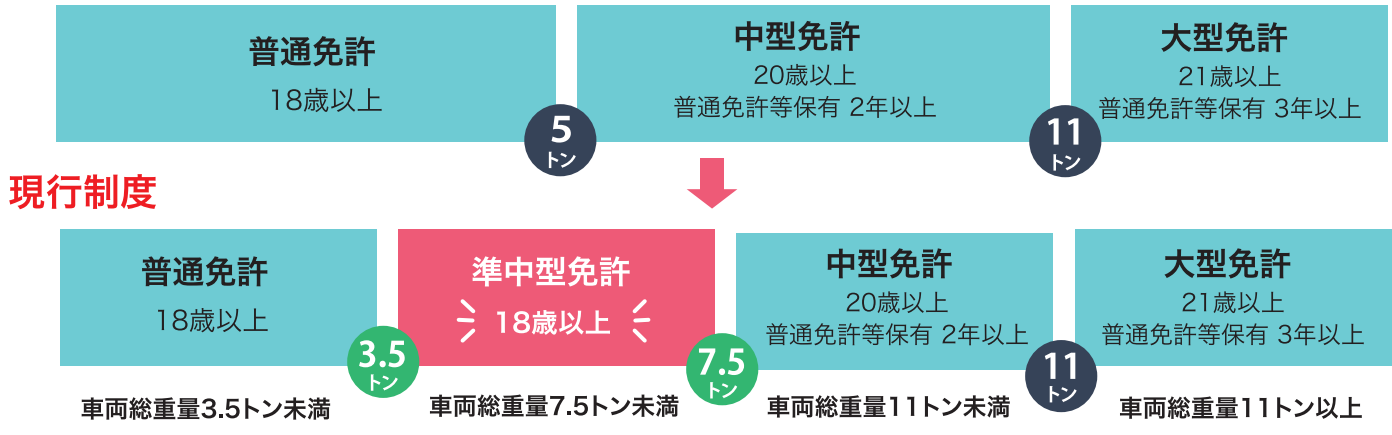 普通免許
18歳以上
5
トン
中型免許
20歳以上
普通免許等保有 2年以上
11
トン
大型免許
21歳以上
普通免許等保有 3年以上
現行制度
普通免許
18歳以上
3.5
トン
車両総重量3.5トン未満
準中型免許
18歳以上
7.5
トン
車両総重量7.5トン未満
中型免許
20歳以上
普通免許等保有 2年以上
11
トン
車両総重量11トン未満
大型免許
21歳以上
普通免許等保有 3年以上
車両総重量11トン以上